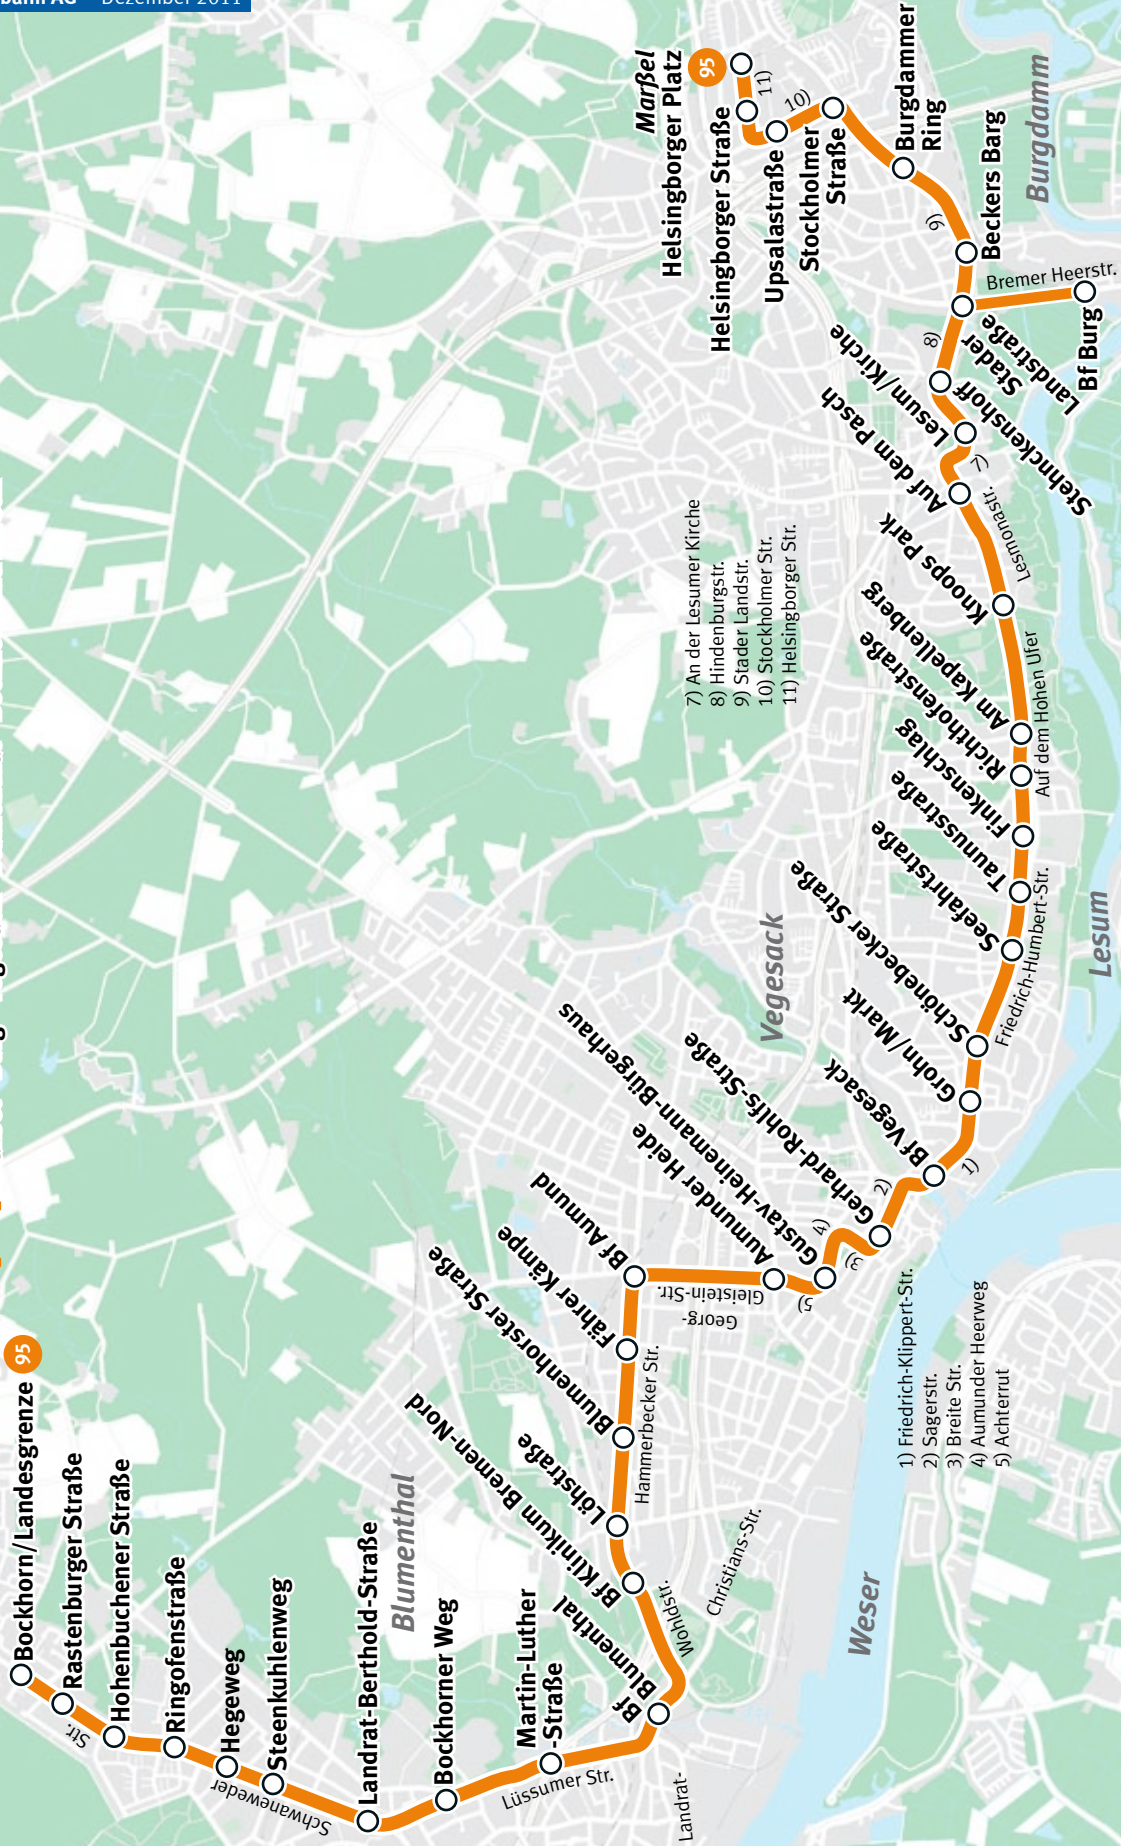 bahn AG
Dezember 2011
Bockhorn/Landesgrenze
95
Rastenburger Straße
Hohenbuchener Straße
Ringofenstraße
Hegeweg
Steenkuhlenweg
Landrat-Berthold-Straße
Bockhorner Weg
Martin-Luther
-Straße
Bf
Blumenthal
Bf Klinikum Bremen-Nord
Löhstraße
Blumenhorster Straße
Fährer Kämpe
Bf Aumund
Aumunder Heide
Gustav-Heinemann-Bürgerhaus
Gerhard-Rohlfs-Straße
Bf Vegesack
Grohn/Markt
Schönebecker Straße
Seefahrtstraße
Taunusstraße
Finkenschlag
Richthofenstraße
Am Kapellenberg
Knoops Park
Auf dem Pasch
Lesum/Kirche
Stehnckenshoff
Stader
Landstraße
Bf Burg
Beckers Barg
Burgdammer
Ring
Stockholmer
Straße
Upsalastraße
Helsingborger Straße
Marßel
Helsingborger Platz
95
Schwaneweder
Str.
Lüssumer Str.
Landrat-
Christians-Str.
Wohldstr.
Hammerbecker Str.
Georg-
Gleistein-Str.
5)
4)
3)
2)
1)
Friedrich-Humbert-Str.
Auf dem Hohen Ufer
Lesmonastr.
7)
8)
Bremer Heerstr.
9)
10)
11)
Blumenthal
Vegesack
Burgdamm
Weser
Lesum
1) Friedrich-Klippert-Str.
2) Sagerstr.
3) Breite Str.
4) Aumunder Heerweg
5) Achterrut
7) An der Lesumer Kirche
8) Hindenburgstr.
9) Stader Landstr.
10) Stockholmer Str.
11) Helsingborger Str.